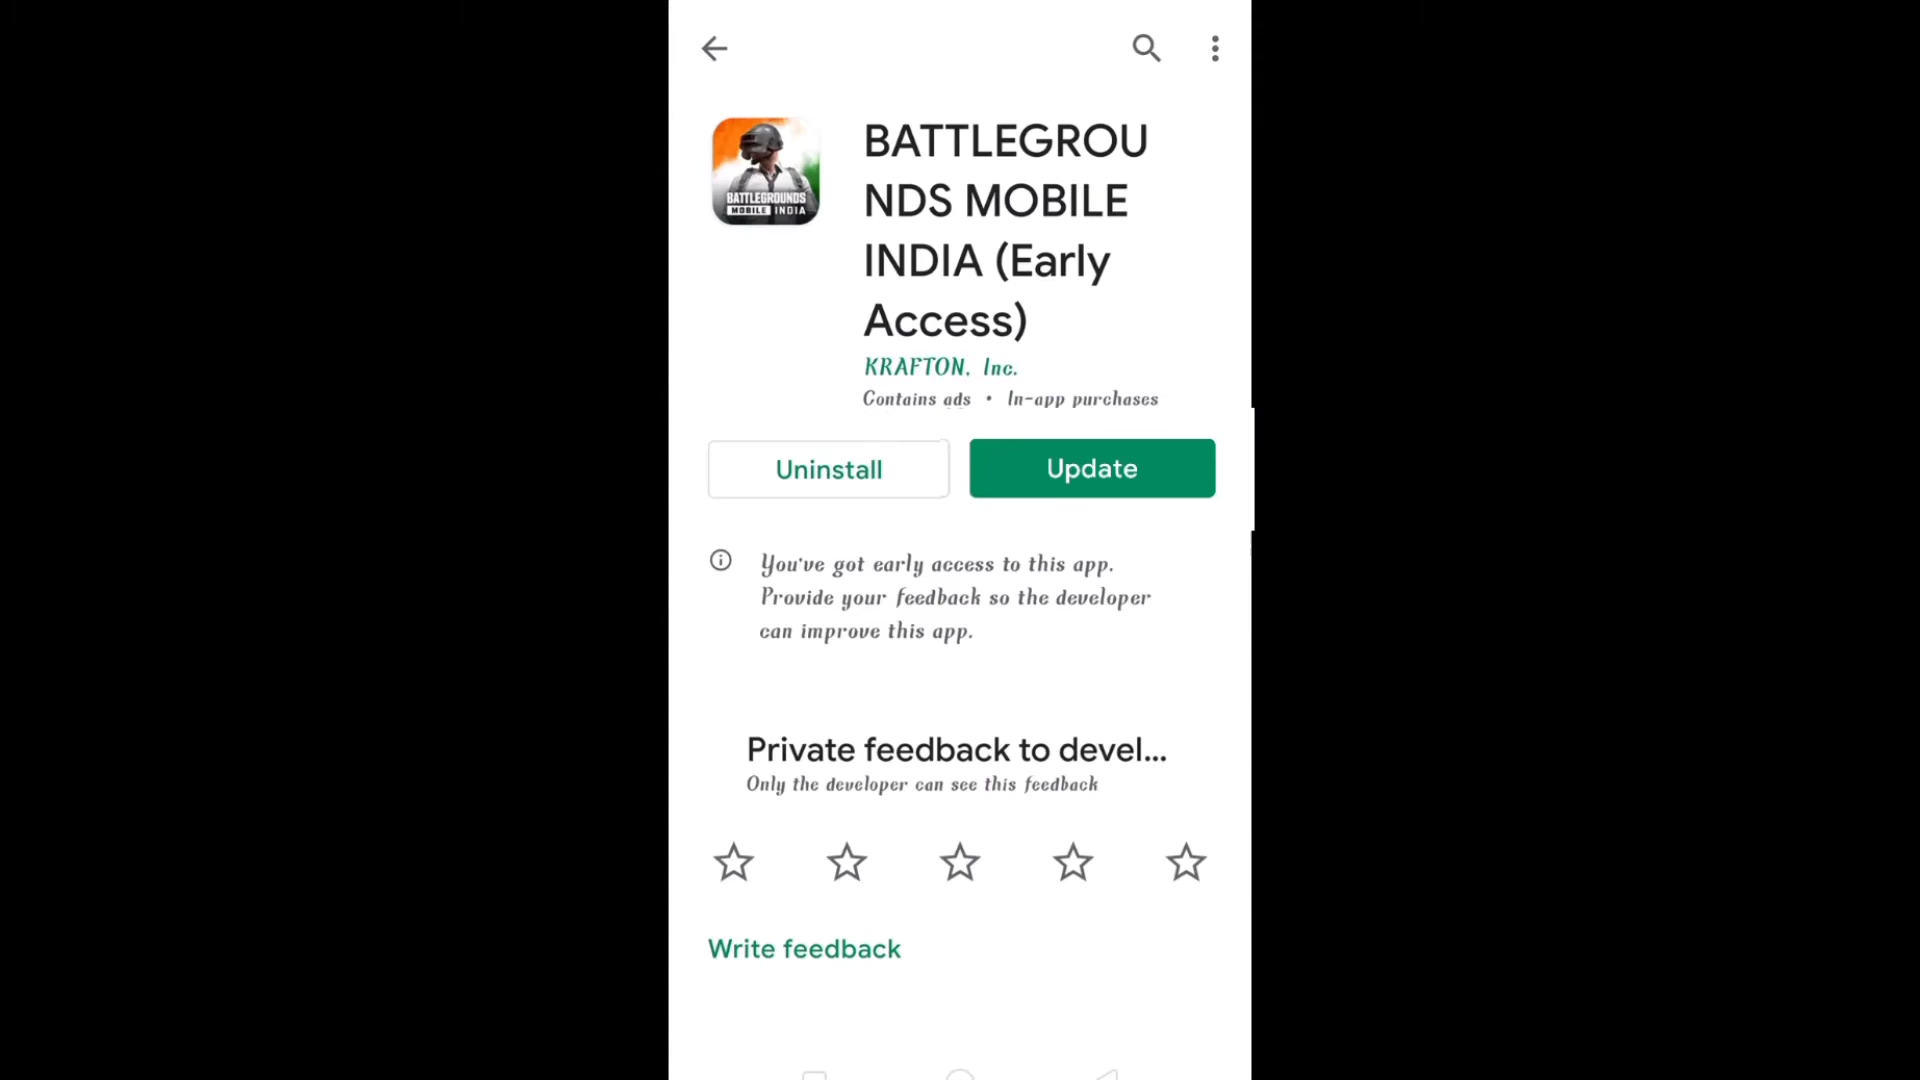 BATTLEGROUNDS
MOBILE INDIA
BATTLEGROU
NDS MOBILE
INDIA (Early
Access)
KRAFTON, Inc.
Contains ads • In-app purchases
Uninstall
Update
You've got early access to this app.
Provide your feedback so the developer
can improve this app.
Private feedback to devel...
Only the developer can see this feedback
Write feedback